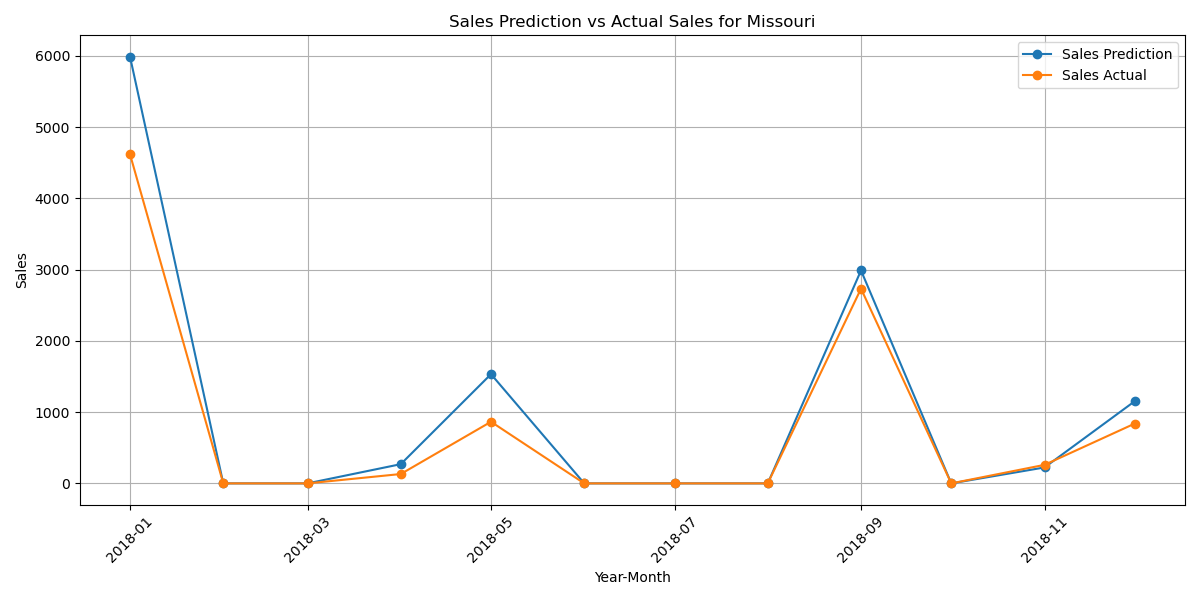 Sales Prediction vs Actual Sales for Missouri
Sales Prediction
Sales Actual
6000
5000
4000
3000
2000
1000
0
Sales
2018-01
2018-03
2018-05
2018-07
2018-09
2018-11
Year-Month